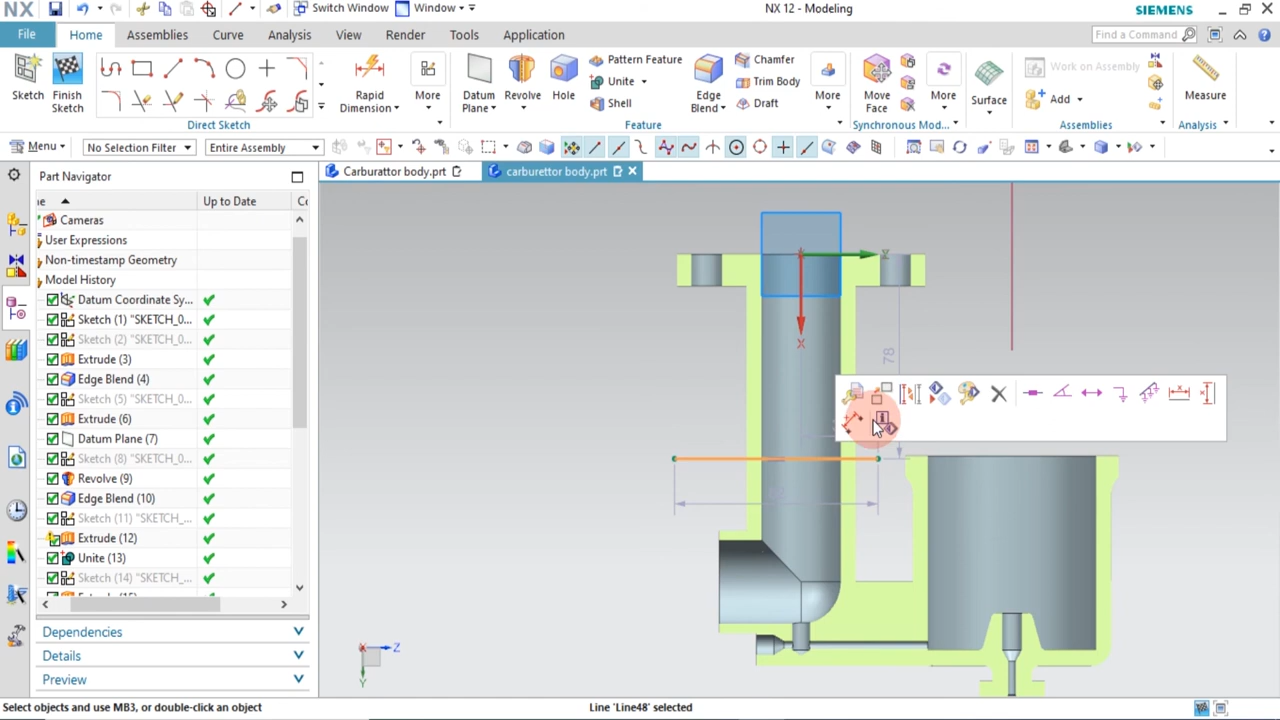 NX
Switch Window
Window
NX 12 - Modeling
SIEMENS
File
Home
Assemblies
Curve
Analysis
View
Render
Tools
Application
Find a Command
Sketch
Finish
Sketch
Rapid
Dimension
More
Datum
Plane
Revolve
Hole
Pattern Feature
Unite
Shell
Edge
Blend
Chamfer
Trim Body
Draft
More
Move
Face
More
Surface
Work on Assembly
Add
Measure
Direct Sketch
Feature
Synchronous Mod...
Assemblies
Analysis
Menu
No Selection Filter
Entire Assembly
Part Navigator
Carburattor body.prt
carburettor body.prt
Up to Date
Cameras
User Expressions
Non-timestamp Geometry
Model History
Datum Coordinate Sy...
Sketch (1) "SKETCH_0...
Sketch (2) "SKETCH_0...
Extrude (3)
Edge Blend (4)
Sketch (5) "SKETCH_...
Extrude (6)
Datum Plane (7)
Sketch (8) "SKETCH_...
Revolve (9)
Edge Blend (10)
Sketch (11) "SKETCH_...
Extrude (12)
Unite (13)
Sketch (14) "SKETCH_...
Dependencies
Details
Preview
X
78
Z
Y
Select objects and use MB3, or double-click an object
Line 'Line48' selected